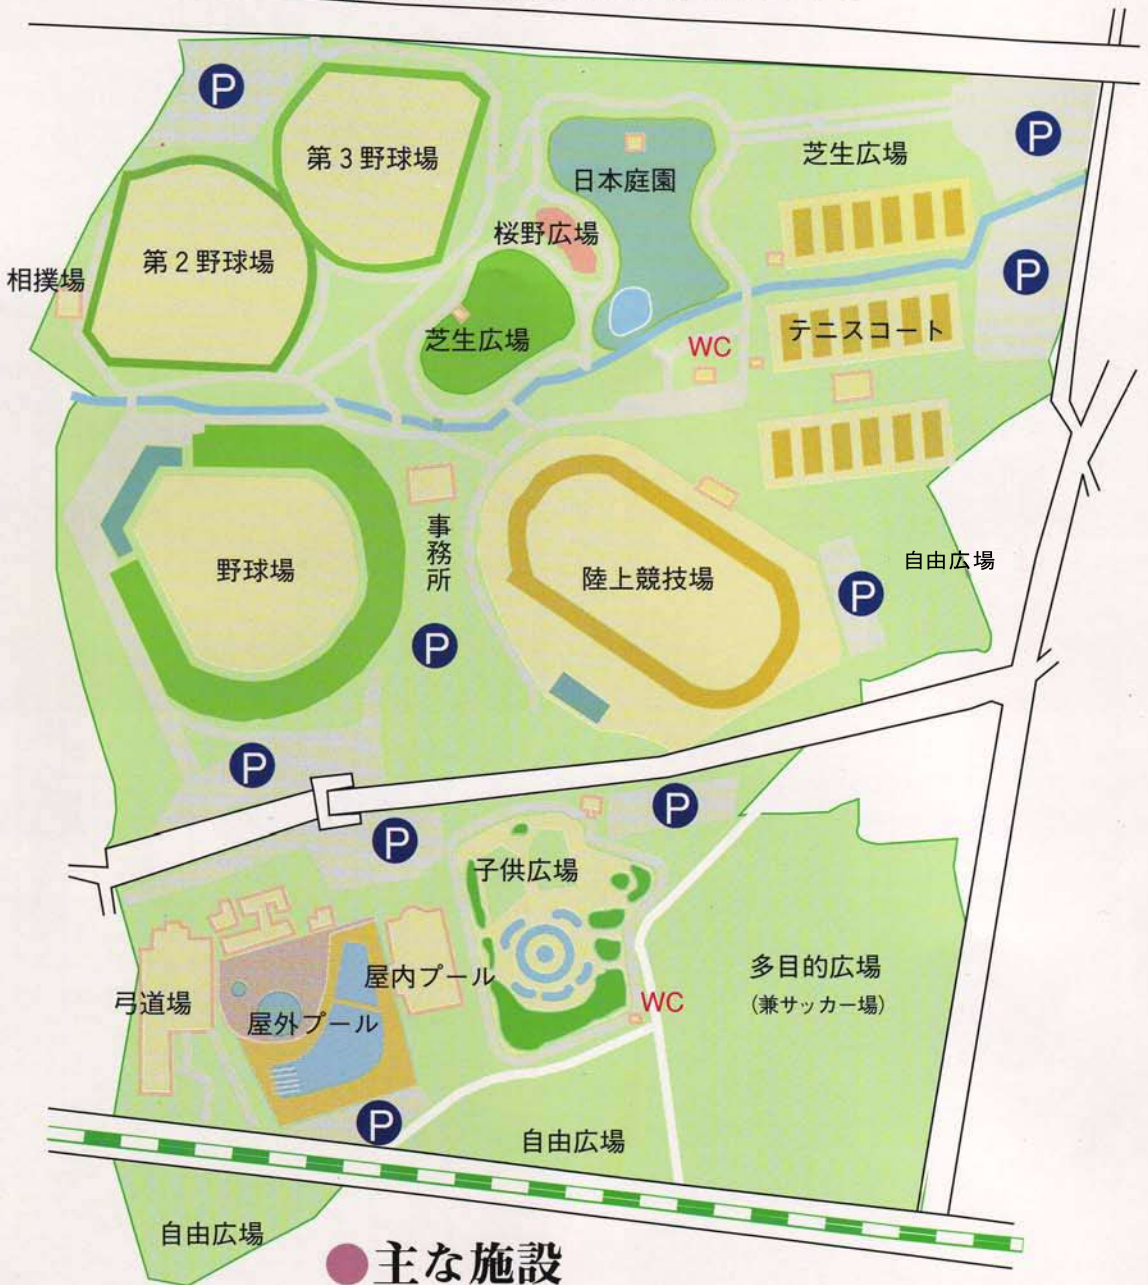 P
第3野球場
日本庭園
芝生広場
P
桜野広場
第2野球場
相撲場
P
芝生広場
WC
テニスコート
事務所
野球場
陸上競技場
自由広場
P
P
P
P
P
子供広場
弓道場
屋内プール
屋外プール
多目的広場
(兼サッカー場)
WC
P
自由広場
自由広場
●主な施設